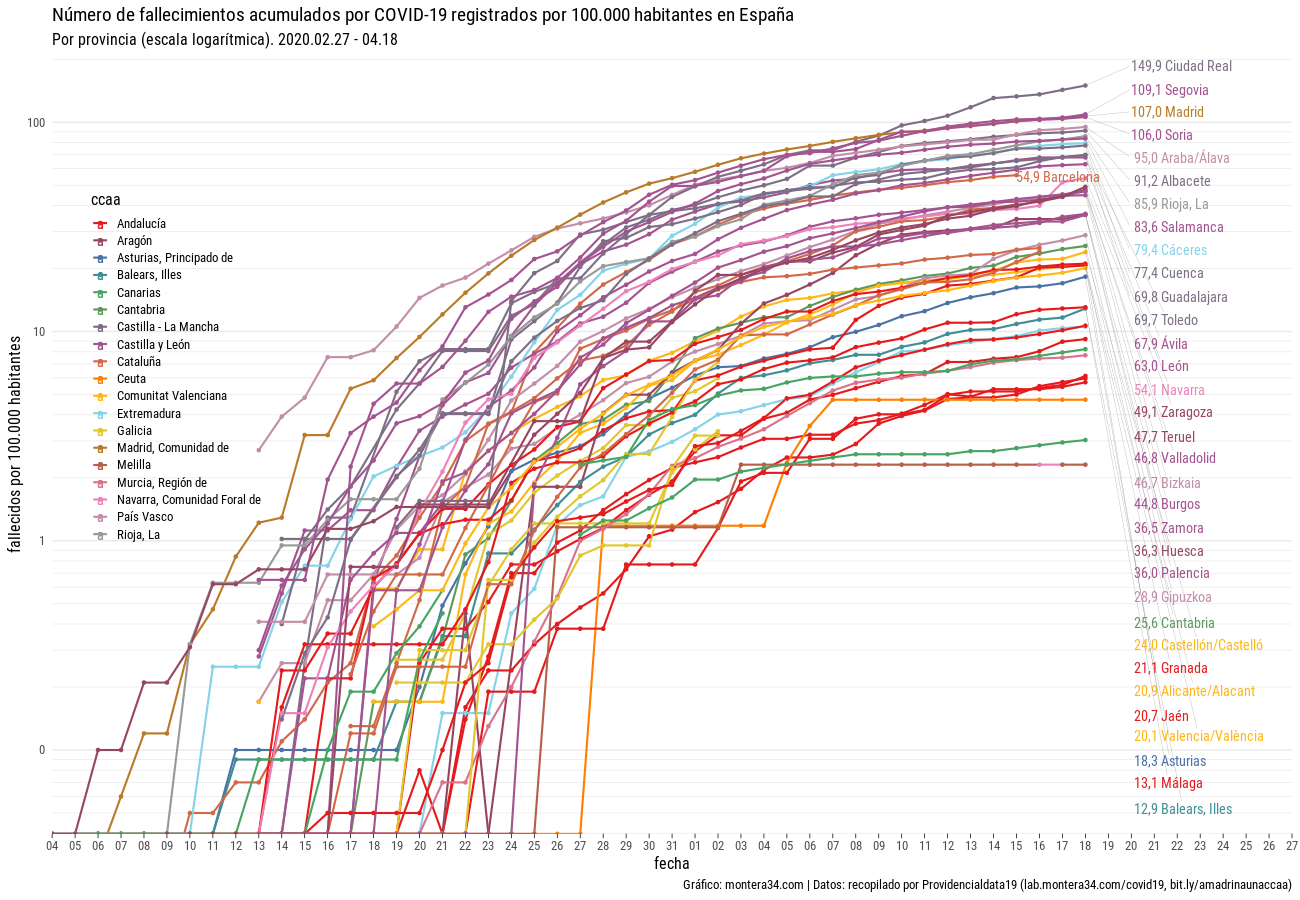 Número de fallecimientos acumulados por COVID-19 registrados por 100.000 habitantes en España
Por provincia (escala logarítmica). 2020.02.27 - 04.18
fallecidos por 100.000 habitantes
100
10
1
0
ccaa
Andalucía
Aragón
Asturias, Principado de
Balears, Illes
Canarias
Cantabria
Castilla - La Mancha
Castilla y León
Cataluña
Ceuta
Comunitat Valenciana
Extremadura
Galicia
Madrid, Comunidad de
Melilla
Murcia, Región de
Navarra, Comunidad Foral de
País Vasco
Rioja, La
149,9 Ciudad Real
109,1 Segovia
107,0 Madrid
106,0 Soria
95,0 Araba/Álava
54,9 Barcelona
91,2 Albacete
85,9 Rioja, La
83,6 Salamanca
79,4 Cáceres
77,4 Cuenca
69,8 Guadalajara
69,7 Toledo
67,9 Ávila
63,0 León
54,1 Navarra
49,1 Zaragoza
47,7 Teruel
46,8 Valladolid
46,7 Bizkaia
44,8 Burgos
36,5 Zamora
36,3 Huesca
36,0 Palencia
28,9 Gipuzkoa
25,6 Cantabria
24,0 Castellón/Castelló
21,1 Granada
20,9 Alicante/Alacant
20,7 Jaén
20,1 Valencia/València
18,3 Asturias
13,1 Málaga
12,9 Balears, Illes
04 05 06 07 08 09 10 11 12 13 14 15 16 17 18 19 20 21 22 23 24 25 26 27 28 29 30 31 01 02 03 04 05 06 07 08 09 10 11 12 13 14 15 16 17 18 19 20 21 22 23 24 25 26 27
fecha
Gráfico: montera34.com | Datos: recopilado por Providencialdata19 (lab.montera34.com/covid19, bit.ly/amadrinaunaccaa)